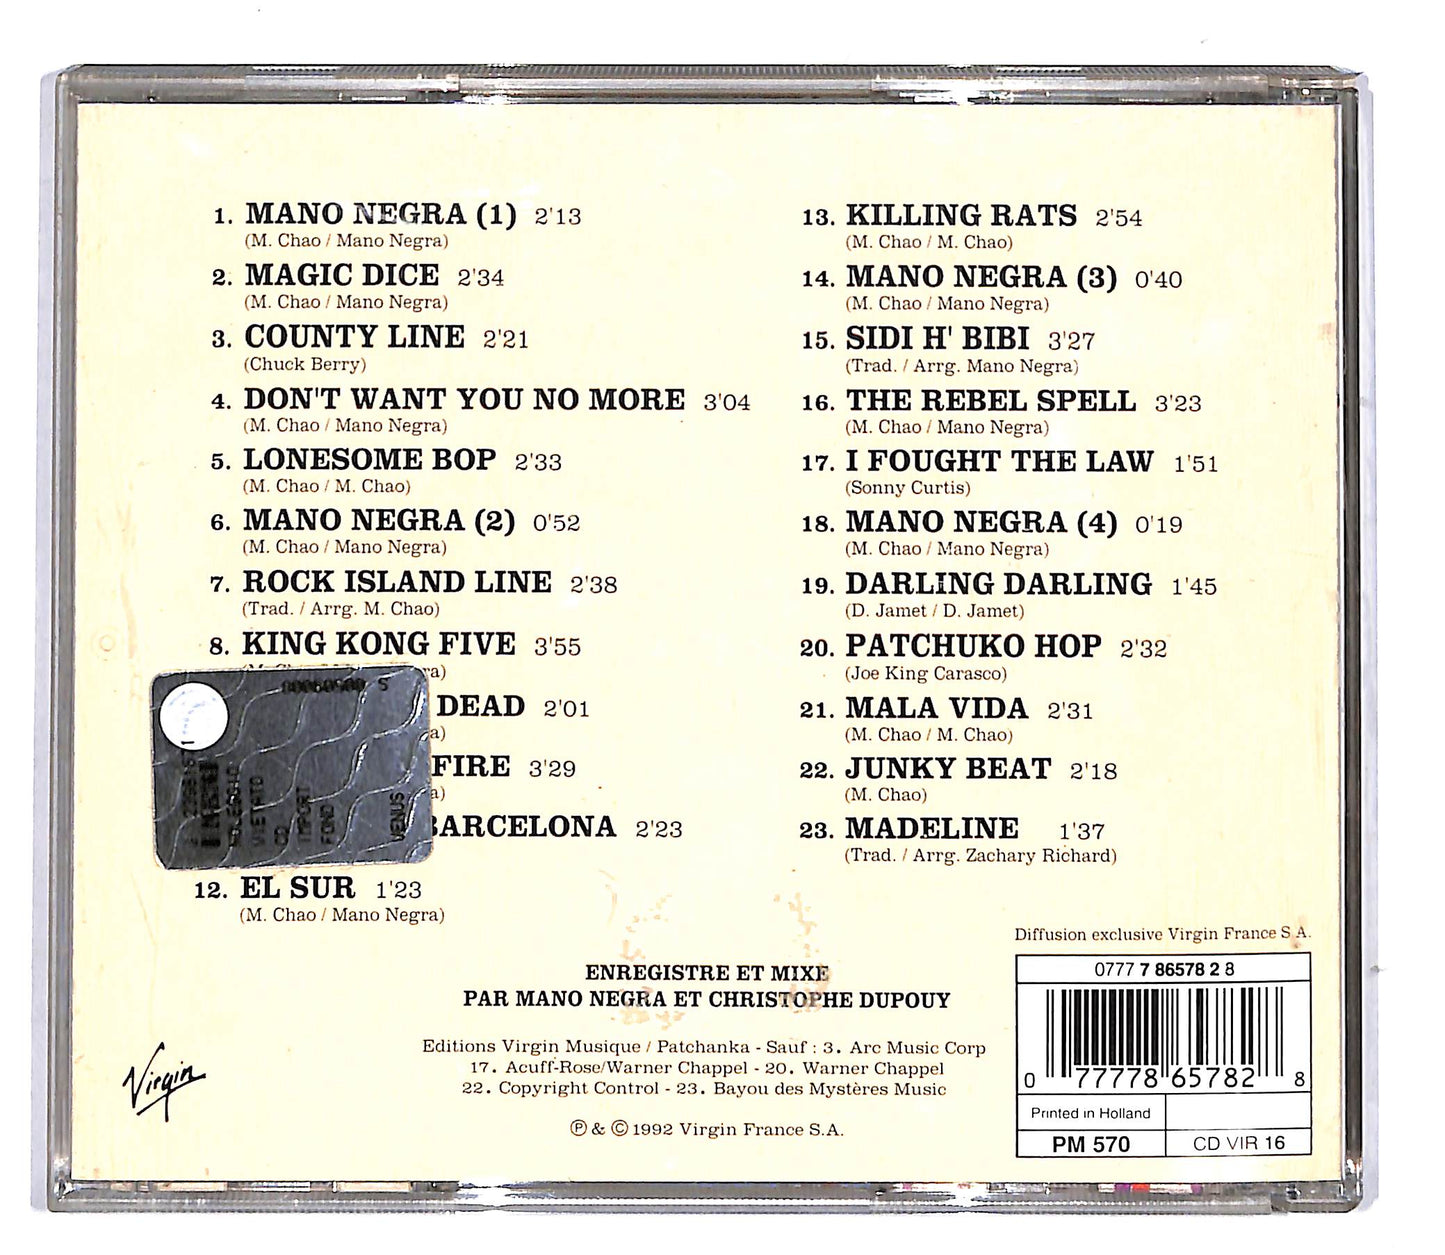 1. MANO NEGRA (1) 2'13
(M. Chao / Mano Negra)
2. MAGIC DICE 2'34
(M. Chao / Mano Negra)
3. COUNTY LINE 2'21
(Chuck Berry)
4. DON'T WANT YOU NO MORE 3'04
(M. Chao / Mano Negra)
5. LONESOME BOP 2'33
(M. Chao / M. Chao)
6. MANO NEGRA (2) 0'52
(M. Chao / Mano Negra)
7. ROCK ISLAND LINE 2'38
(Trad. / Arrg. M. Chao)
8. KING KONG FIVE 3'55
ra)
DEAD 2'01
a)
FIRE 3'29
a)
BARCELONA 2'23
12. EL SUR 1'23
(M. Chao / Mano Negra)
VIETATO
CD
IMPORT
FOND
VENUS
13. KILLING RATS 2'54
(M. Chao / M. Chao)
14. MANO NEGRA (3) 0'40
(M. Chao / Mano Negra)
15. SIDI H' BIBI 3'27
(Trad. / Arrg. Mano Negra)
16. THE REBEL SPELL 3'23
(M. Chao / Mano Negra)
17. I FOUGHT THE LAW 1'51
(Sonny Curtis)
18. MANO NEGRA (4) 0'19
(M. Chao / Mano Negra)
19. DARLING DARLING 1'45
(D. Jamet / D. Jamet)
20. PATCHUKO HOP 2'32
(Joe King Carasco)
21. MALA VIDA 2'31
(M. Chao / M. Chao)
22. JUNKY BEAT 2'18
(M. Chao)
23. MADELINE 1'37
(Trad. / Arrg. Zachary Richard)
ENREGISTRE ET MIXE
PAR MANO NEGRA ET CHRISTOPHE DUPOUY
Editions Virgin Musique / Patchanka - Sauf : 3. Arc Music Corp
17. Acuff-Rose/Warner Chappel - 20. Warner Chappel
22. Copyright Control - 23. Bayou des Mystères Music
Ⓟ & © 1992 Virgin France S.A.
Virgin
Diffusion exclusive Virgin France S.A.
0777 7 86578 2 8
0 77778 65782 8
Printed in Holland
PM 570
CD VIR 16